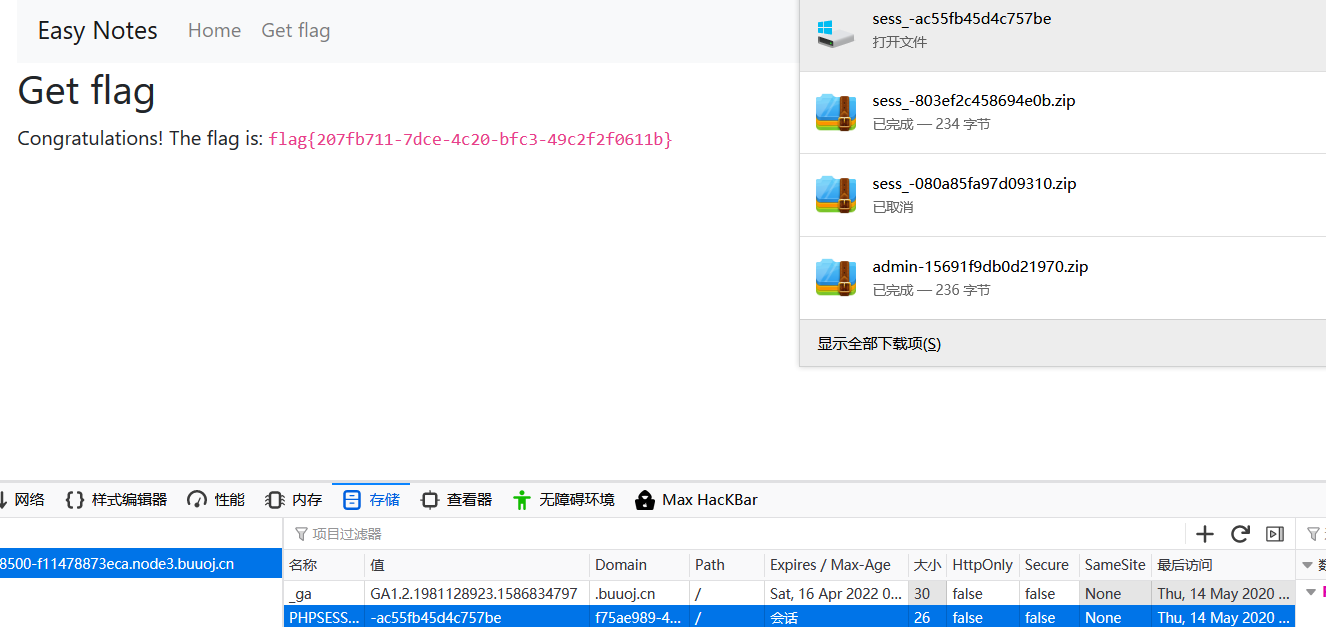 Easy Notes Home Get flag
Get flag
Congratulations! The flag is: flag{207fb711-7dce-4c20-bfc3-49c2f2f0611b}
sess_-ac55fb45d4c757be
打开文件
sess_-803ef2c458694e0b.zip
已完成 — 234 字节
sess_-080a85fa97d09310.zip
已取消
admin-15691f9db0d21970.zip
已完成 — 236 字节
显示全部下载项(S)
网络 {} 样式编辑器 性能 内存 存储 查看器 无障碍环境 Max HacKBar
项目过滤器
8500-f11478873eca.node3.buuoj.cn
名称 值 Domain Path Expires / Max-Age 大小 HttpOnly Secure SameSite 最后访问
_ga GA1.2.1981128923.1586834797 .buuoj.cn / Sat, 16 Apr 2022 0... 30 false false None Thu, 14 May 2020 ...
PHPSESS... -ac55fb45d4c757be f75ae989-4... / 会话 26 false false None Thu, 14 May 2020 ...